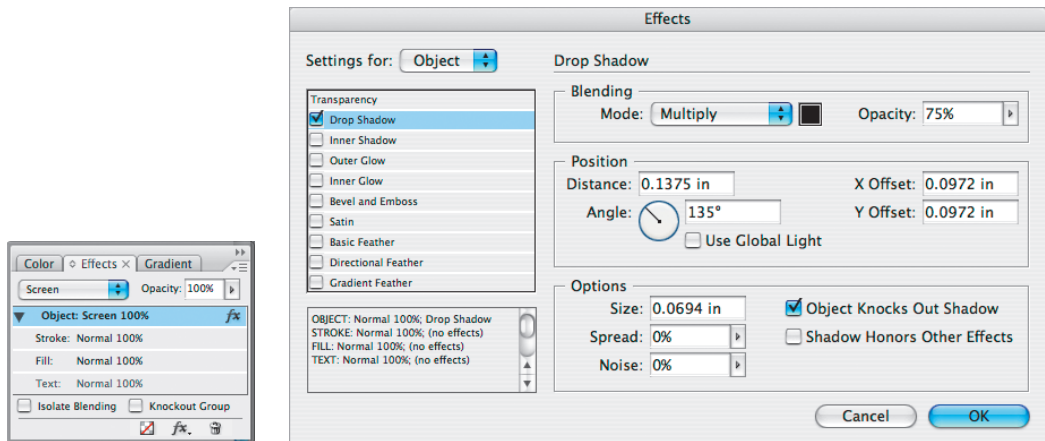 Color
Effects ×
Gradient
Screen
Opacity: 100%
Object: Screen 100% fx
Stroke: Normal 100%
Fill: Normal 100%
Text: Normal 100%
Isolate Blending Knockout Group
fx.
Effects
Settings for: Object
Transparency
Drop Shadow
Inner Shadow
Outer Glow
Inner Glow
Bevel and Emboss
Satin
Basic Feather
Directional Feather
Gradient Feather
OBJECT: Normal 100%; Drop Shadow
STROKE: Normal 100%; (no effects)
FILL: Normal 100%; (no effects)
TEXT: Normal 100%; (no effects)
Drop Shadow
Blending
Mode: Multiply Opacity: 75%
Position
Distance: 0.1375 in X Offset: 0.0972 in
Angle: 135° Y Offset: 0.0972 in
Use Global Light
Options
Size: 0.0694 in Object Knocks Out Shadow
Spread: 0% Shadow Honors Other Effects
Noise: 0%
Cancel OK